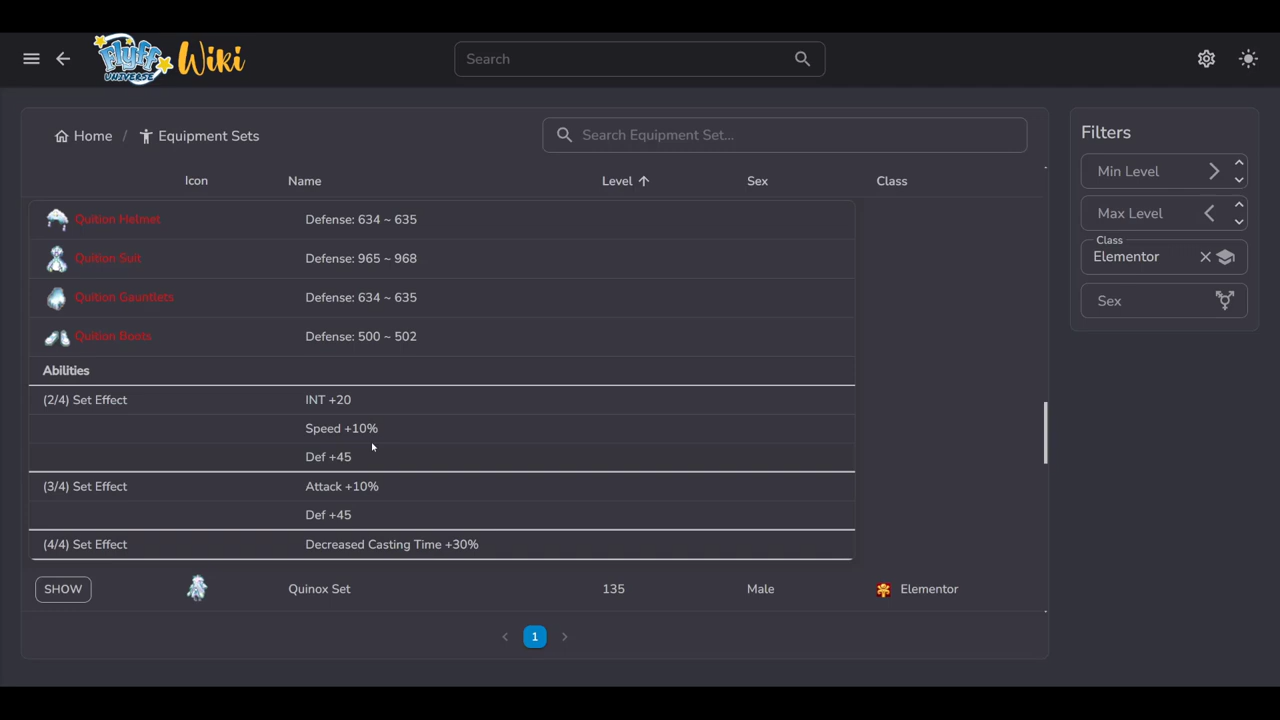 Flyff UNIVERSE Wiki
Search
Home / Equipment Sets
Search Equipment Set...
Icon Name Level Sex Class
Quition Helmet Defense: 634 ~ 635
Quition Suit Defense: 965 ~ 968
Quition Gauntlets Defense: 634 ~ 635
Quition Boots Defense: 500 ~ 502
Abilities
(2/4) Set Effect INT +20
Speed +10%
Def +45
(3/4) Set Effect Attack +10%
Def +45
(4/4) Set Effect Decreased Casting Time +30%
SHOW Quinox Set 135 Male Elementor
1
Filters
Min Level
Max Level
Class
Elementor
Sex